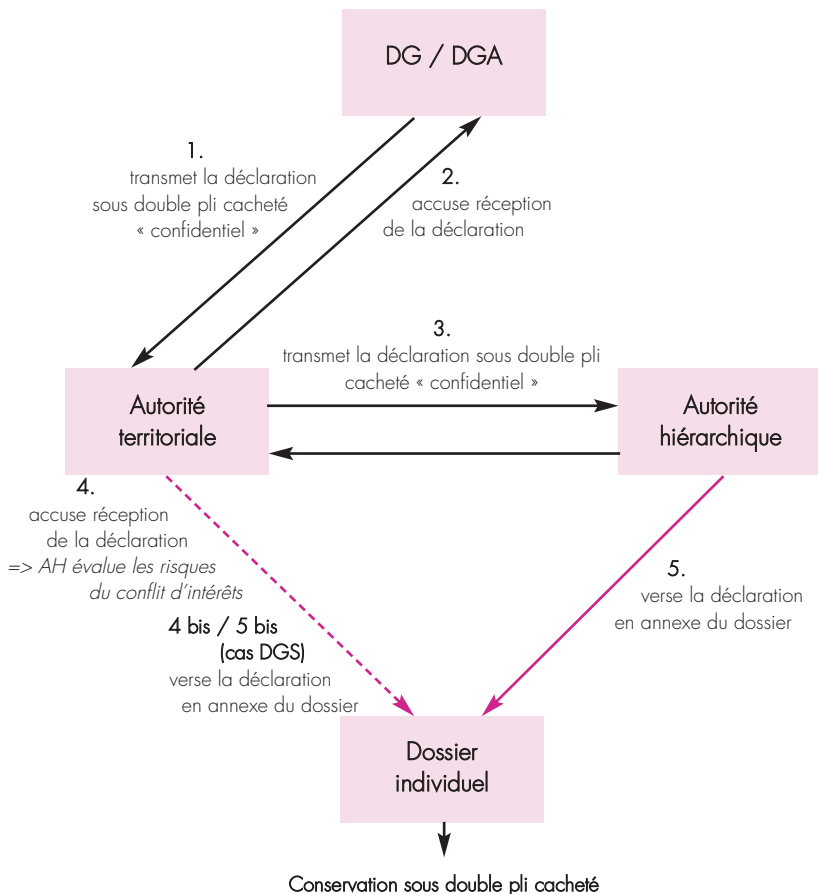 DG / DGA
1.
transmet la déclaration
sous double pli cacheté
« confidentiel »
2.
accuse réception
de la déclaration
3.
transmet la déclaration sous double pli
cacheté « confidentiel »
Autorité
territoriale
Autorité
hiérarchique
4.
accuse réception
de la déclaration
=> AH évalue les risques
du conflit d’intérêts
4 bis / 5 bis
(cas DGS)
verse la déclaration
en annexe du dossier
5.
verse la déclaration
en annexe du dossier
Dossier
individuel
Conservation sous double pli cacheté